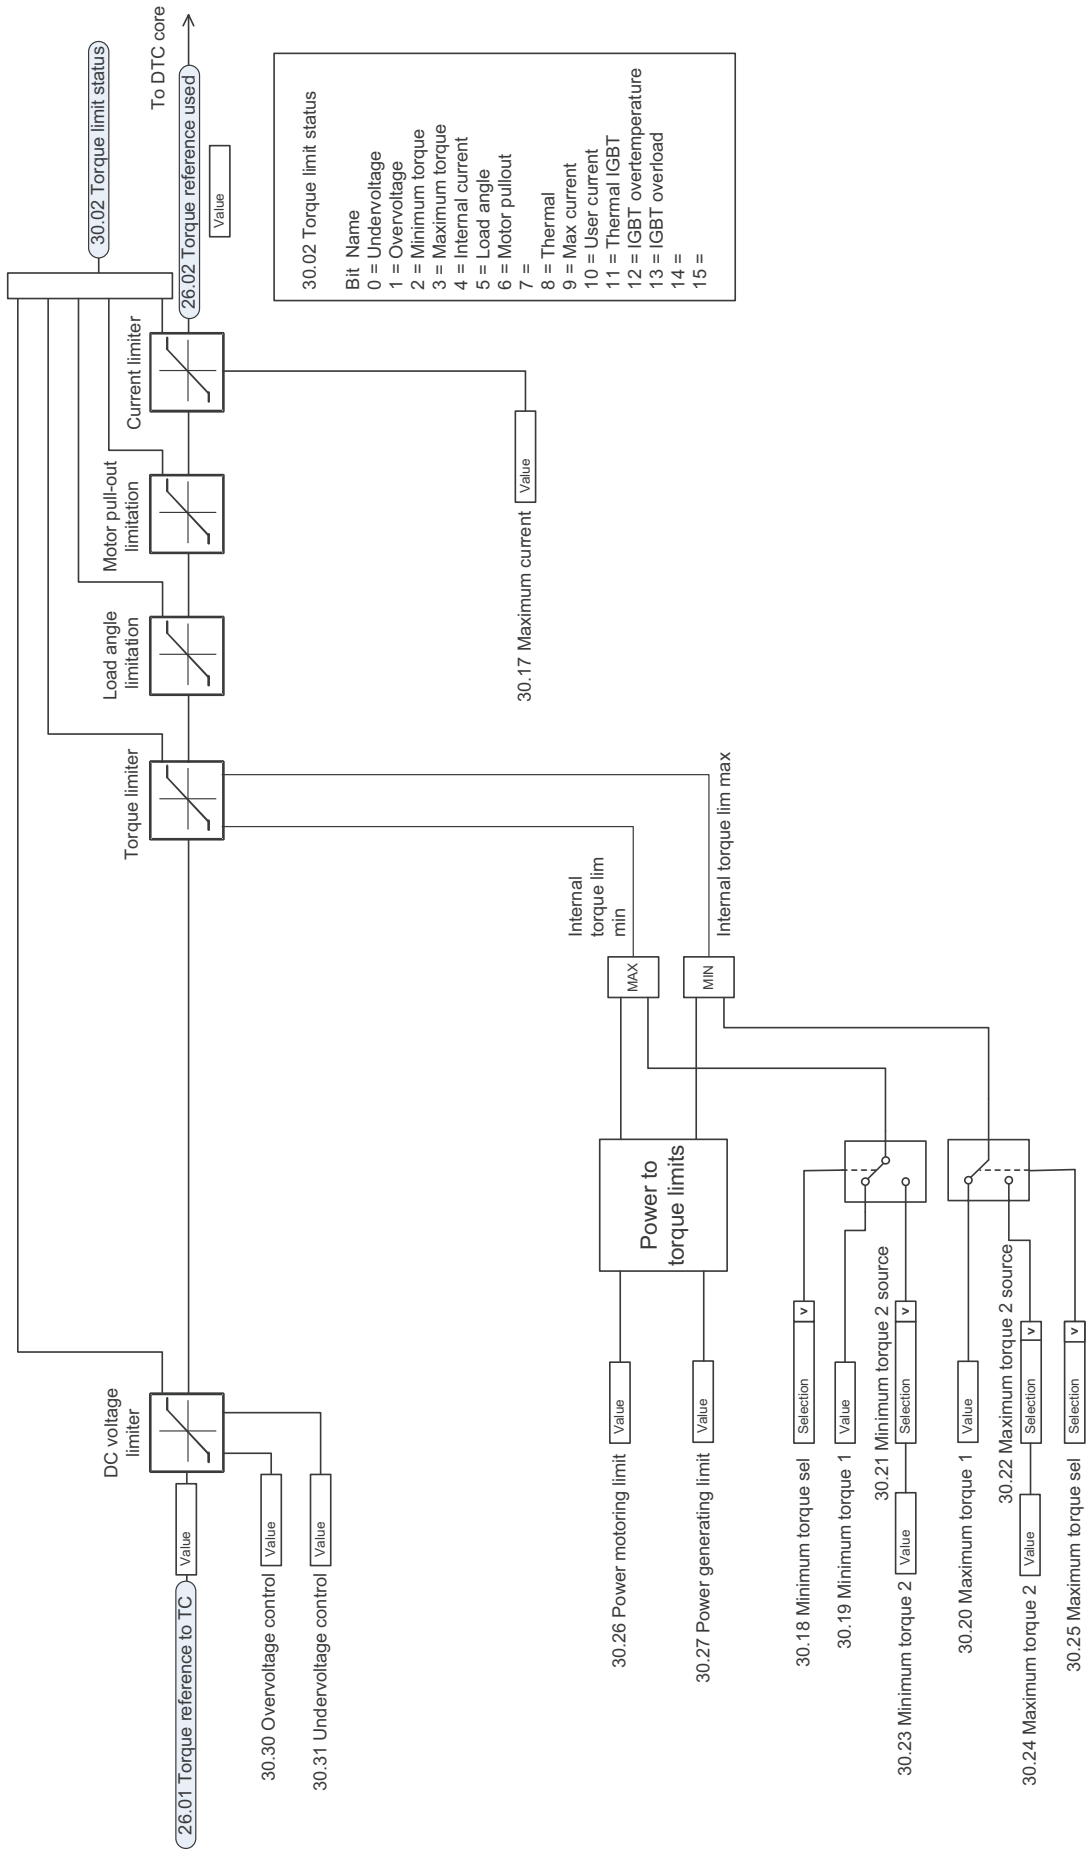 30.02 Torque limit status
To DTC core
26.01 Torque reference to TC
Value
DC voltage
limiter
Torque limiter
Load angle
limitation
Motor pull-out
limitation
Current limiter
26.02 Torque reference used
Value
30.30 Overvoltage control
Value
30.31 Undervoltage control
Value
30.02 Torque limit status
Bit Name
0 = Undervoltage
1 = Overvoltage
2 = Minimum torque
3 = Maximum torque
4 = Internal current
5 = Load angle
6 = Motor pullout
7 =
8 = Thermal
9 = Max current
10 = User current
11 = Thermal IGBT
12 = IGBT overtemperature
13 = IGBT overload
14 =
15 =
30.17 Maximum current
Value
Internal
torque lim
min
MAX
Internal torque lim max
MIN
30.26 Power motoring limit
Value
30.27 Power generating limit
Value
Power to
torque limits
30.18 Minimum torque sel
Selection
v
30.19 Minimum torque 1
Value
30.21 Minimum torque 2 source
30.23 Minimum torque 2
Value
Selection
v
30.20 Maximum torque 1
Value
30.22 Maximum torque 2 source
30.24 Maximum torque 2
Value
Selection
v
30.25 Maximum torque sel
Selection
v